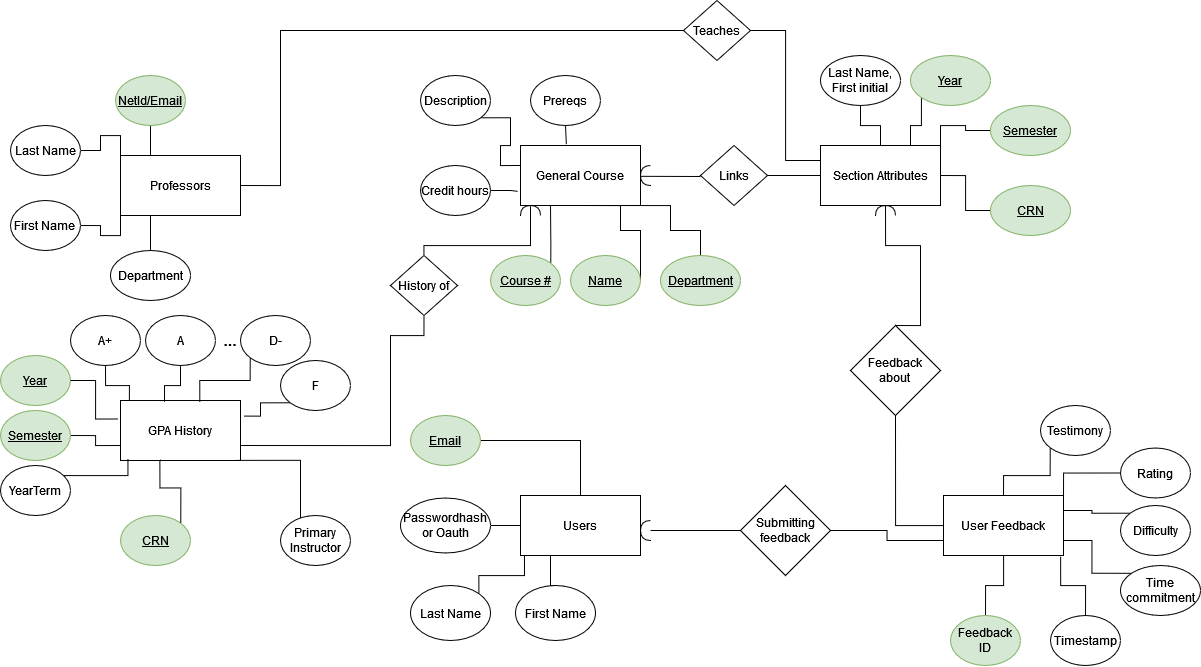 Teaches
Last Name,
First initial
Year
Semester
CRN
NetId/Email
Last Name
First Name
Professors
Department
Description
Prereqs
Credit hours
General Course
Links
Section Attributes
Course #
Name
Department
History of
A+
A
...
D-
F
Year
Semester
YearTerm
GPA History
CRN
Primary
Instructor
Feedback
about
Email
Passwordhash
or Oauth
Users
Last Name
First Name
Submitting
feedback
User Feedback
Testimony
Rating
Difficulty
Time
commitment
Feedback
ID
Timestamp